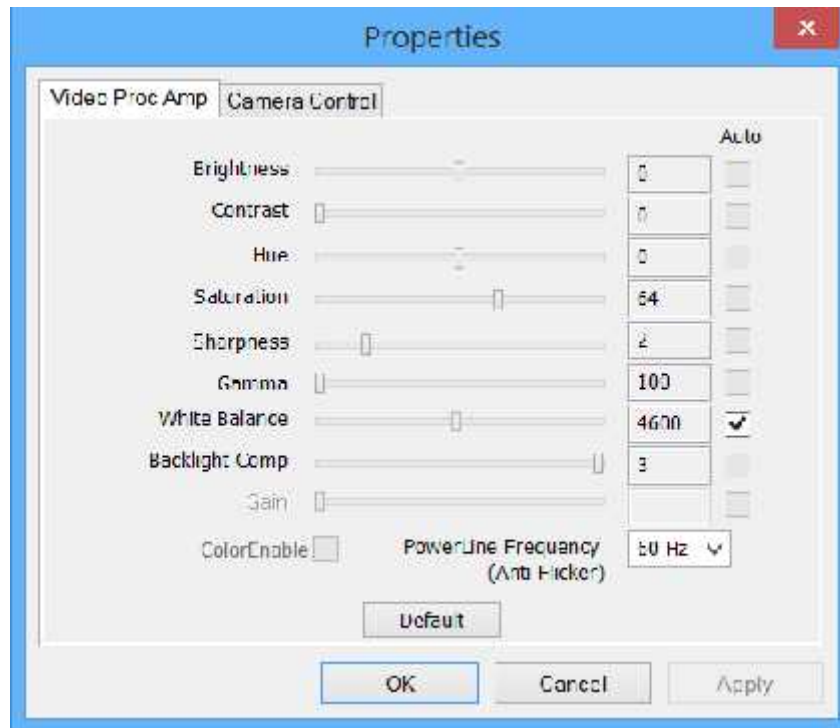 Properties
Video Proc Amp
Camera Control
Auto
Brightness 0
Contrast 0
Hue 0
Saturation 64
Sharpness 2
Gamma 100
White Balance 4600
Backlight Comp 3
Gain
ColorEnable
PowerLine Frequency
(Anti Flicker)
Hz
Default
OK
Cancel
Apply